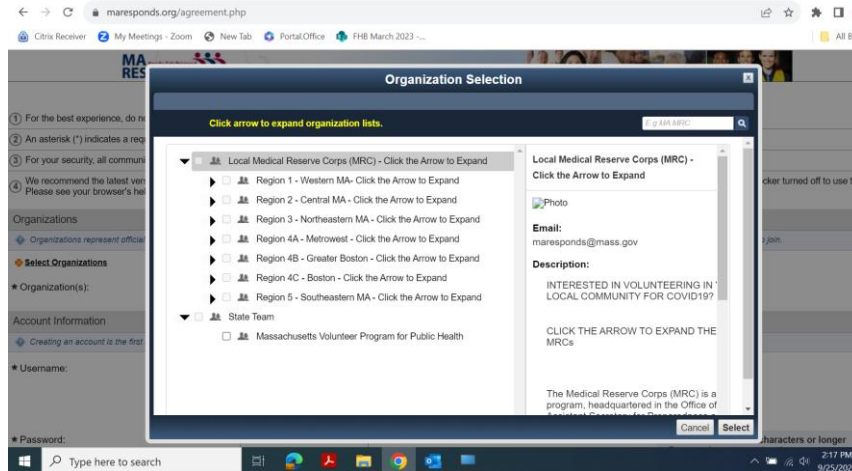 maresponds.org/agreement.php
Citrix Receiver My Meetings - Zoom New Tab Portal.Office FHB March 2023 -... All B
MA
RES
Organization Selection
Click arrow to expand organization lists.
E.g MA MRC
① For the best experience, do n
② An asterisk (*) indicates a req
③ For your security, all communi
④ We recommend the latest ver cker turned off to use t
Please see your browser's hel
Organizations
Organizations represent official o join.
Select Organizations
* Organization(s):
Account Information
Creating an account is the first
* Username:
* Password: characters or longer
Local Medical Reserve Corps (MRC) - Click the Arrow to Expand
Region 1 - Western MA- Click the Arrow to Expand
Region 2 - Central MA - Click the Arrow to Expand
Region 3 - Northeastern MA - Click the Arrow to Expand
Region 4A - Metrowest - Click the Arrow to Expand
Region 4B - Greater Boston - Click the Arrow to Expand
Region 4C - Boston - Click the Arrow to Expand
Region 5 - Southeastern MA - Click the Arrow to Expand
State Team
Massachusetts Volunteer Program for Public Health
Local Medical Reserve Corps (MRC) -
Click the Arrow to Expand
Photo
Email:
maresponds@mass.gov
Description:
INTERESTED IN VOLUNTEERING IN
LOCAL COMMUNITY FOR COVID19?
CLICK THE ARROW TO EXPAND THE
MRCs
The Medical Reserve Corps (MRC) is a
program, headquartered in the Office of
Cancel Select
Type here to search
2:17 PM
9/25/202